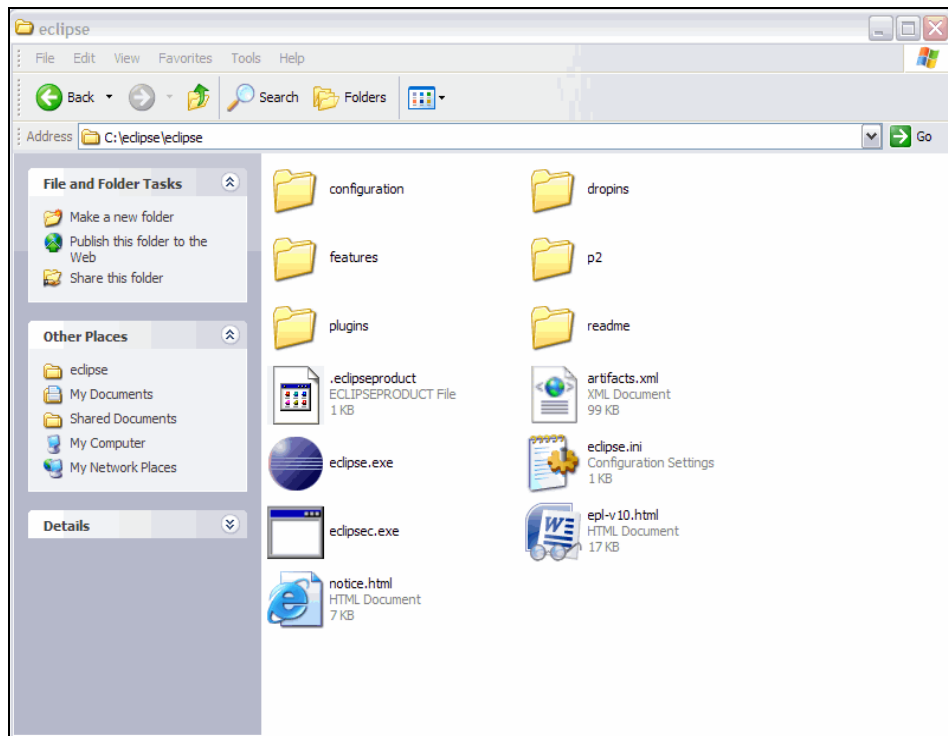 eclipse
File Edit View Favorites Tools Help
Back Search Folders
Address C:\eclipse\eclipse Go
File and Folder Tasks
Make a new folder
Publish this folder to the
Web
Share this folder
Other Places
eclipse
My Documents
Shared Documents
My Computer
My Network Places
Details
configuration
dropins
features
p2
plugins
readme
.eclipseproduct
ECLIPSEPRODUCT File
1 KB
artifacts.xml
XML Document
99 KB
eclipse.exe
eclipse.ini
Configuration Settings
1 KB
eclipsec.exe
epl-v10.html
HTML Document
17 KB
notice.html
HTML Document
7 KB